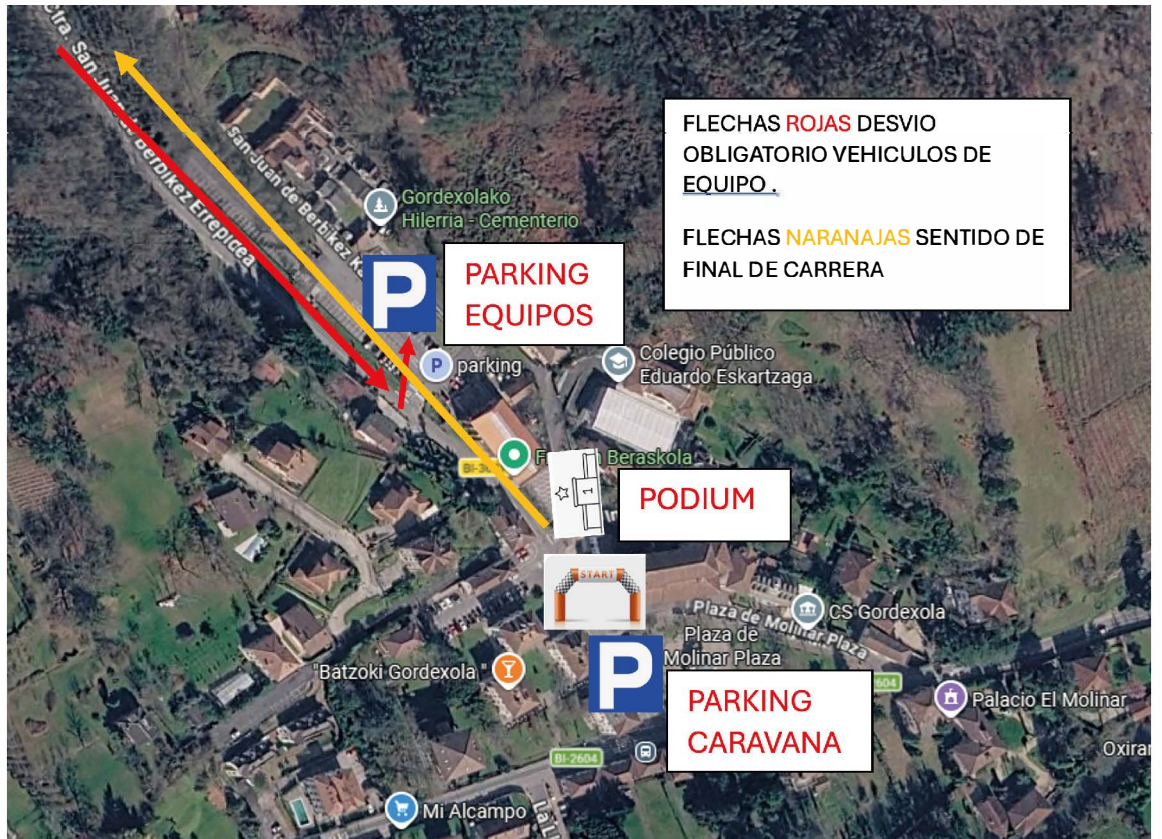 Ctra. San Juan de Berbikez Errepidea
San Juan de Berbikez
Gordexolako
Hilerria - Cementerio
FLECHAS ROJAS DESVIO
OBLIGATORIO VEHICULOS DE
EQUIPO .
FLECHAS NARANAJAS SENTIDO DE
FINAL DE CARRERA
P
PARKING
EQUIPOS
P
parking
Colegio Público
Eduardo Eskartzaga
Beraskola
1
PODIUM
START
CS Gordexola
Plaza de Molinar Plaza
Plaza de
Molinar Plaza
"Batzoki Gordexola "
P
PARKING
CARAVANA
2604
Palacio El Molinar
BI-2604
Mi Alcampo